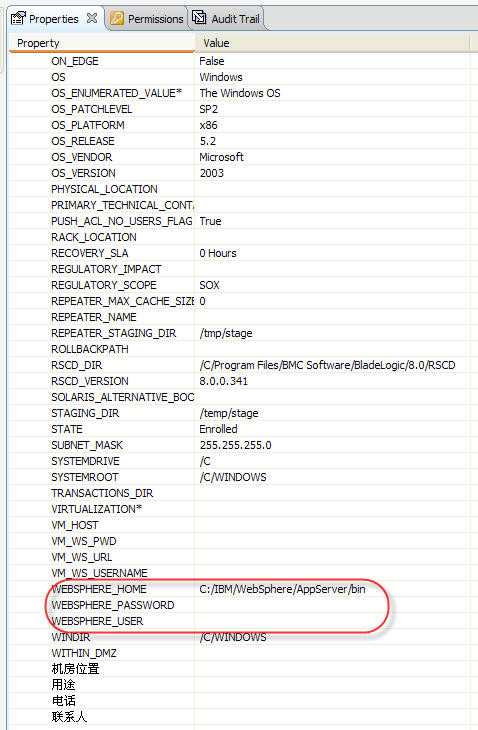 Properties Permissions Audit Trail
Property Value
ON_EDGE False
OS Windows
OS_ENUMERATED_VALUE* The Windows OS
OS_PATCHLEVEL SP2
OS_PLATFORM x86
OS_RELEASE 5.2
OS_VENDOR Microsoft
OS_VERSION 2003
PHYSICAL_LOCATION
PRIMARY_TECHNICAL_CONTA
PUSH_ACL_NO_USERS_FLAG True
RACK_LOCATION
RECOVERY_SLA 0 Hours
REGULATORY_IMPACT
REGULATORY_SCOPE SOX
REPEATER_MAX_CACHE_SIZE 0
REPEATER_NAME
REPEATER_STAGING_DIR /tmp/stage
ROLLBACKPATH
RSCD_DIR /C/Program Files/BMC Software/BladeLogic/8.0/RSCD
RSCD_VERSION 8.0.0.341
SOLARIS_ALTERNATIVE_BOO
STAGING_DIR /temp/stage
STATE Enrolled
SUBNET_MASK 255.255.255.0
SYSTEMDRIVE /C
SYSTEMROOT /C/WINDOWS
TRANSACTIONS_DIR
VIRTUALIZATION*
VM_HOST
VM_WS_PWD
VM_WS_URL
VM_WS_USERNAME
WEBSPHERE_HOME C:/IBM/WebSphere/AppServer/bin
WEBSPHERE_PASSWORD
WEBSPHERE_USER
WINDIR /C/WINDOWS
WITHIN_DMZ
机房位置
用途
电话
联系人